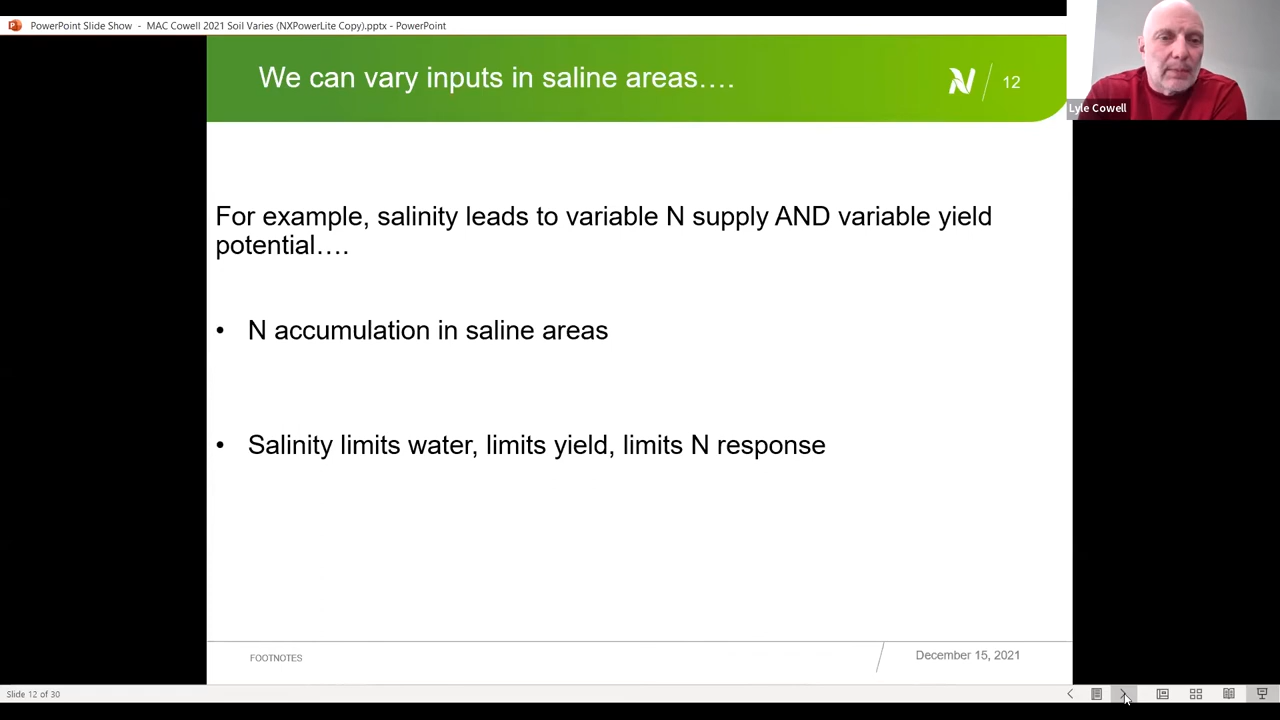 PowerPoint Slide Show - MAC Cowell 2021 Soil Varies (NXPowerLite Copy).pptx - PowerPoint
We can vary inputs in saline areas….
12
Lyle Cowell
For example, salinity leads to variable N supply AND variable yield
potential….
• N accumulation in saline areas
• Salinity limits water, limits yield, limits N response
FOOTNOTES
December 15, 2021
Slide 12 of 30